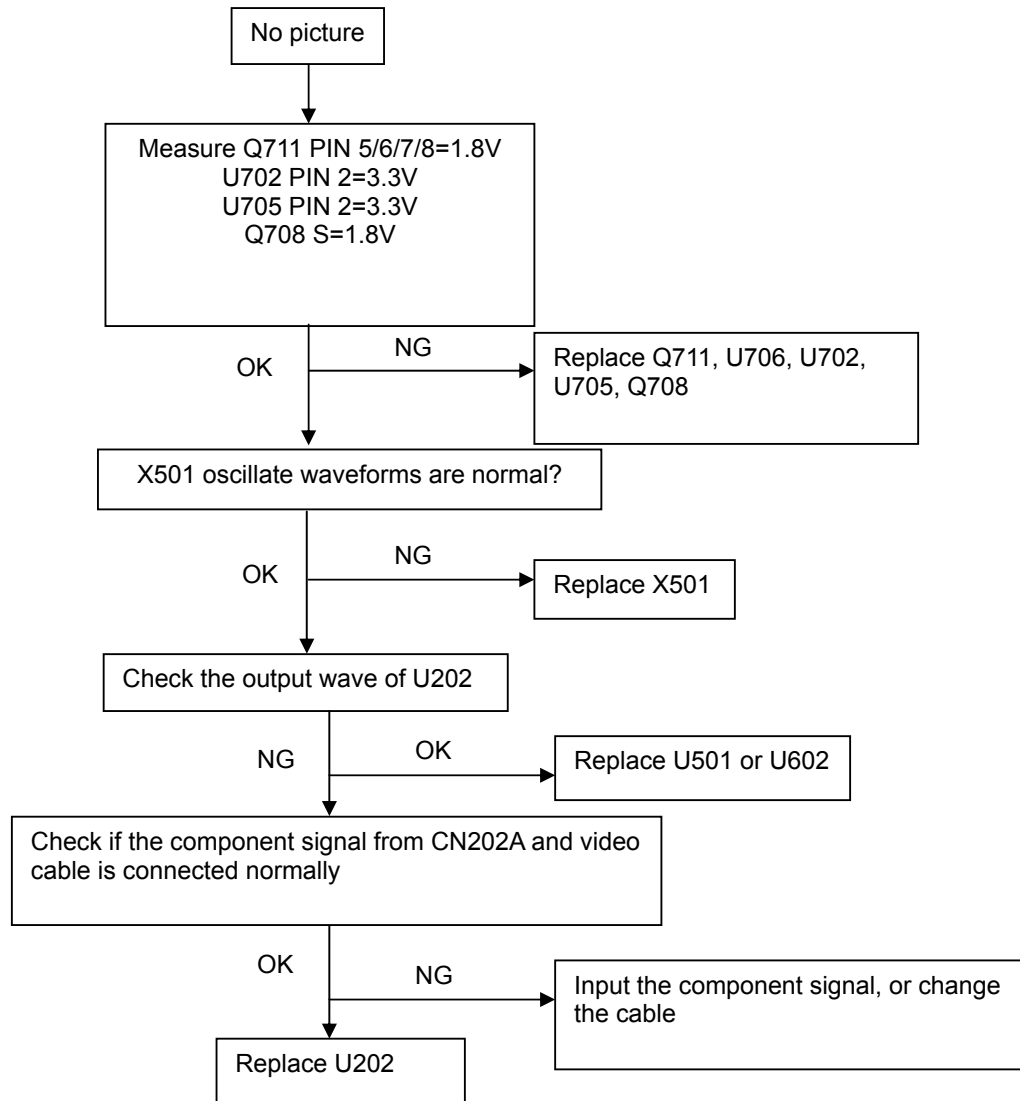 No picture
Measure Q711 PIN 5/6/7/8=1.8V
U702 PIN 2=3.3V
U705 PIN 2=3.3V
Q708 S=1.8V
NG
OK
Replace Q711, U706, U702,
U705, Q708
X501 oscillate waveforms are normal?
NG
OK
Replace X501
Check the output wave of U202
NG
OK
Replace U501 or U602
Check if the component signal from CN202A and video
cable is connected normally
OK
NG
Input the component signal, or change
the cable
Replace U202